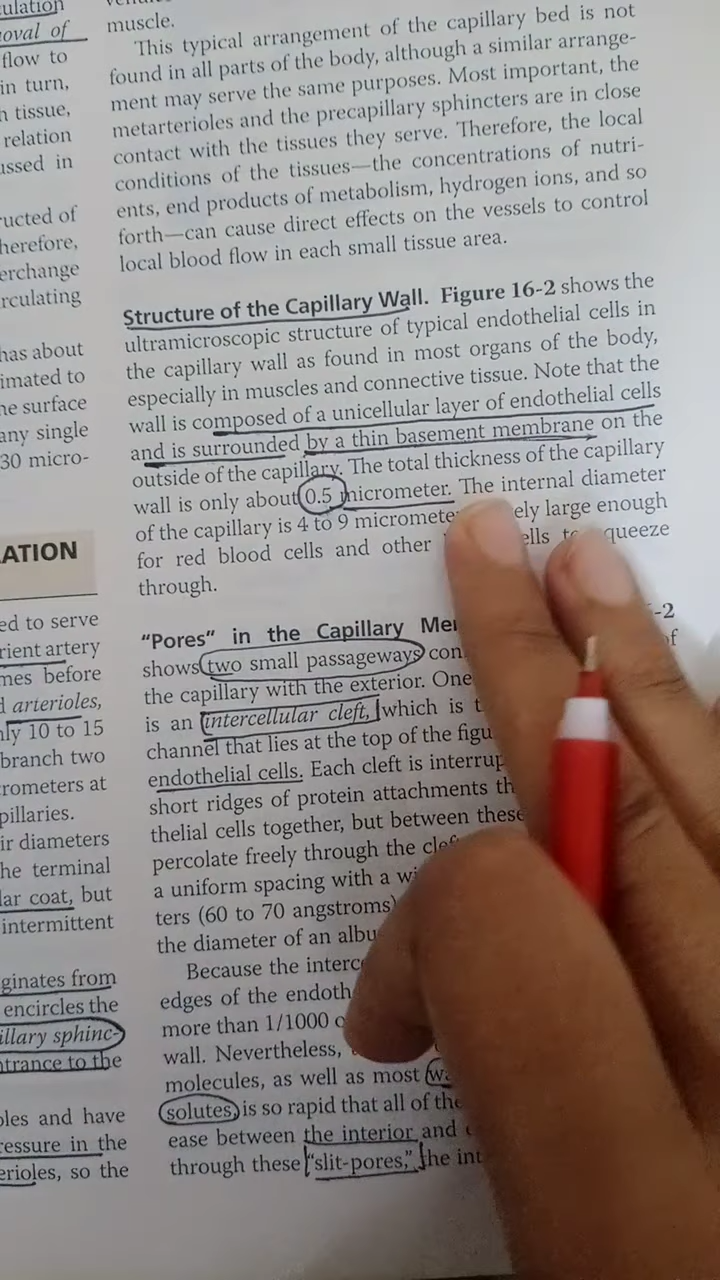 culation
oval of
flow to
in turn,
tissue,
relation
ussed in
ructed of
herefore,
erchange
rculating
has about
imated to
he surface
any single
30 micro-
ATION
ed to serve
rient artery
mes before
arterioles,
nly 10 to 15
branch two
crometers at
pillaries.
ir diameters
he terminal
lar coat, but
intermittent
ginates from
encircles the
illary sphinc-
ntrance to the
oles and have
ressure in the
erioles, so the
muscle.
This typical arrangement of the capillary bed is not
found in all parts of the body, although a similar arrange-
ment may serve the same purposes. Most important, the
metarterioles and the precapillary sphincters are in close
contact with the tissues they serve. Therefore, the local
conditions of the tissues—the concentrations of nutri-
ents, end products of metabolism, hydrogen ions, and so
forth—can cause direct effects on the vessels to control
local blood flow in each small tissue area.
Structure of the Capillary Wall. Figure 16-2 shows the
ultramicroscopic structure of typical endothelial cells in
the capillary wall as found in most organs of the body,
especially in muscles and connective tissue. Note that the
wall is composed of a unicellular layer of endothelial cells
and is surrounded by a thin basement membrane on the
outside of the capillary. The total thickness of the capillary
wall is only about 0.5 micrometer. The internal diameter
of the capillary is 4 to 9 micromete ely large enough
for red blood cells and other ells to squeeze
through.
"Pores" in the Capillary Me -2
shows two small passageways con of
the capillary with the exterior. One
is an intercellular cleft, which is t
channel that lies at the top of the figu
endothelial cells. Each cleft is interrup
short ridges of protein attachments th
thelial cells together, but between these
percolate freely through the clef
a uniform spacing with a wi
ters (60 to 70 angstroms)
the diameter of an albu
Because the interce
edges of the endoth
more than 1/1000 o
wall. Nevertheless,
molecules, as well as most wa
solutes is so rapid that all of the
ease between the interior and e
through these "slit-pores," the int